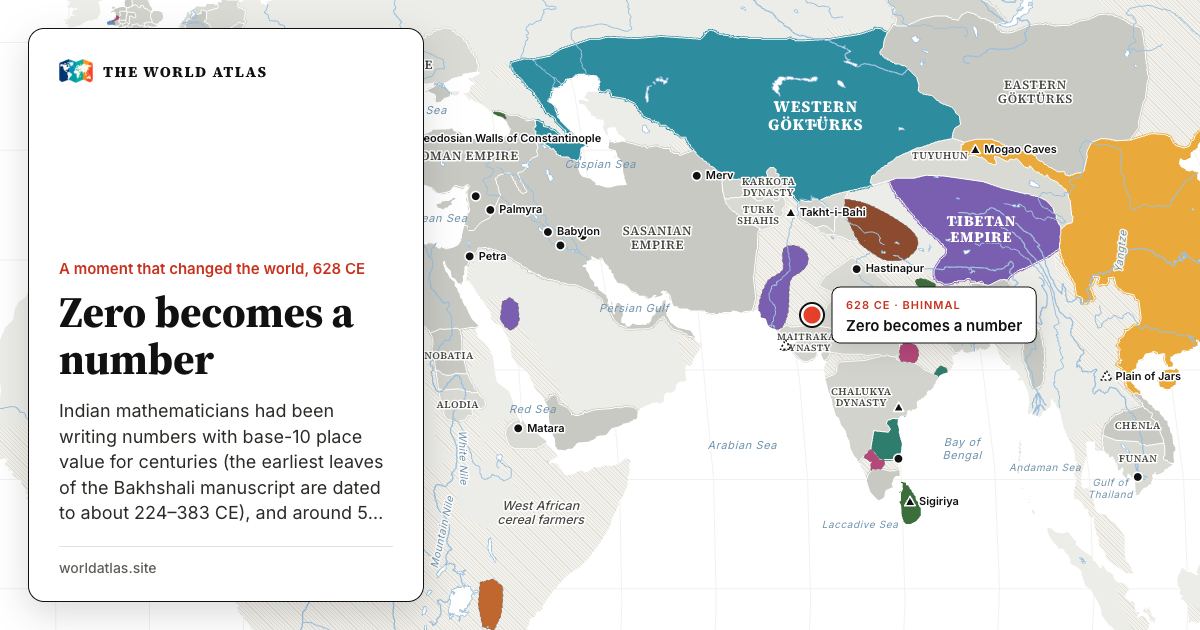 THE WORLD ATLAS
A moment that changed the world, 628 CE
Zero becomes a
number
Indian mathematicians had been
writing numbers with base-10 place
value for centuries (the earliest leaves
of the Bakhshali manuscript are dated
to about 224–383 CE), and around 5…
worldatlas.site
E
Sea
eodosian Walls of Constantinople
OMAN EMPIRE
Caspian Sea
ean Sea
Palmyra
Babylon
Petra
SASANIAN
EMPIRE
Persian Gulf
WESTERN
GÖKTÜRKS
EASTERN
GÖKTÜRKS
TUYUHUN
Mogao Caves
Merv
KARKOTA
DYNASTY
TURK
SHAHIS
Takht-i-Bahi
TIBETAN
EMPIRE
Yangtze
Hastinapur
628 CE · BHINMAL
Zero becomes a number
MAITRAKA
DYNASTY
NOBATIA
ALODIA
Red Sea
Matara
White Nile
Mountain Nile
West African
cereal farmers
Arabian Sea
CHALUKYA
DYNASTY
Bay of
Bengal
Andaman Sea
Plain of Jars
CHENLA
FUNAN
Gulf of
Thailand
Sigiriya
Laccadive Sea